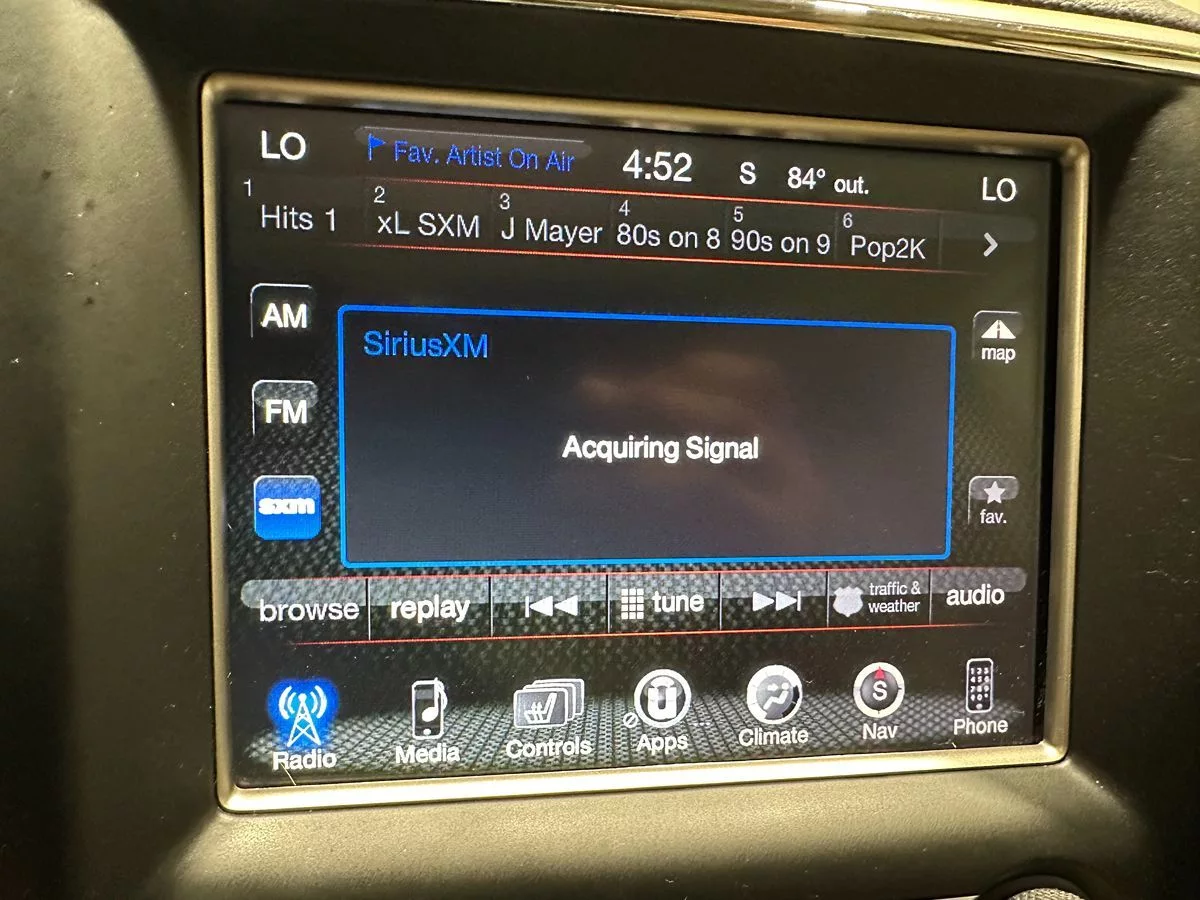 LO Fav. Artist On Air 4:52 S 84° out. LO
1 2 3 4 5 6
Hits 1 xL SXM J Mayer 80s on 8 90s on 9 Pop2K
AM
SiriusXM
map
FM
Acquiring Signal
sxm
fav.
browse replay tune traffic & weather audio
S
Radio Media Controls Apps Climate Nav Phone